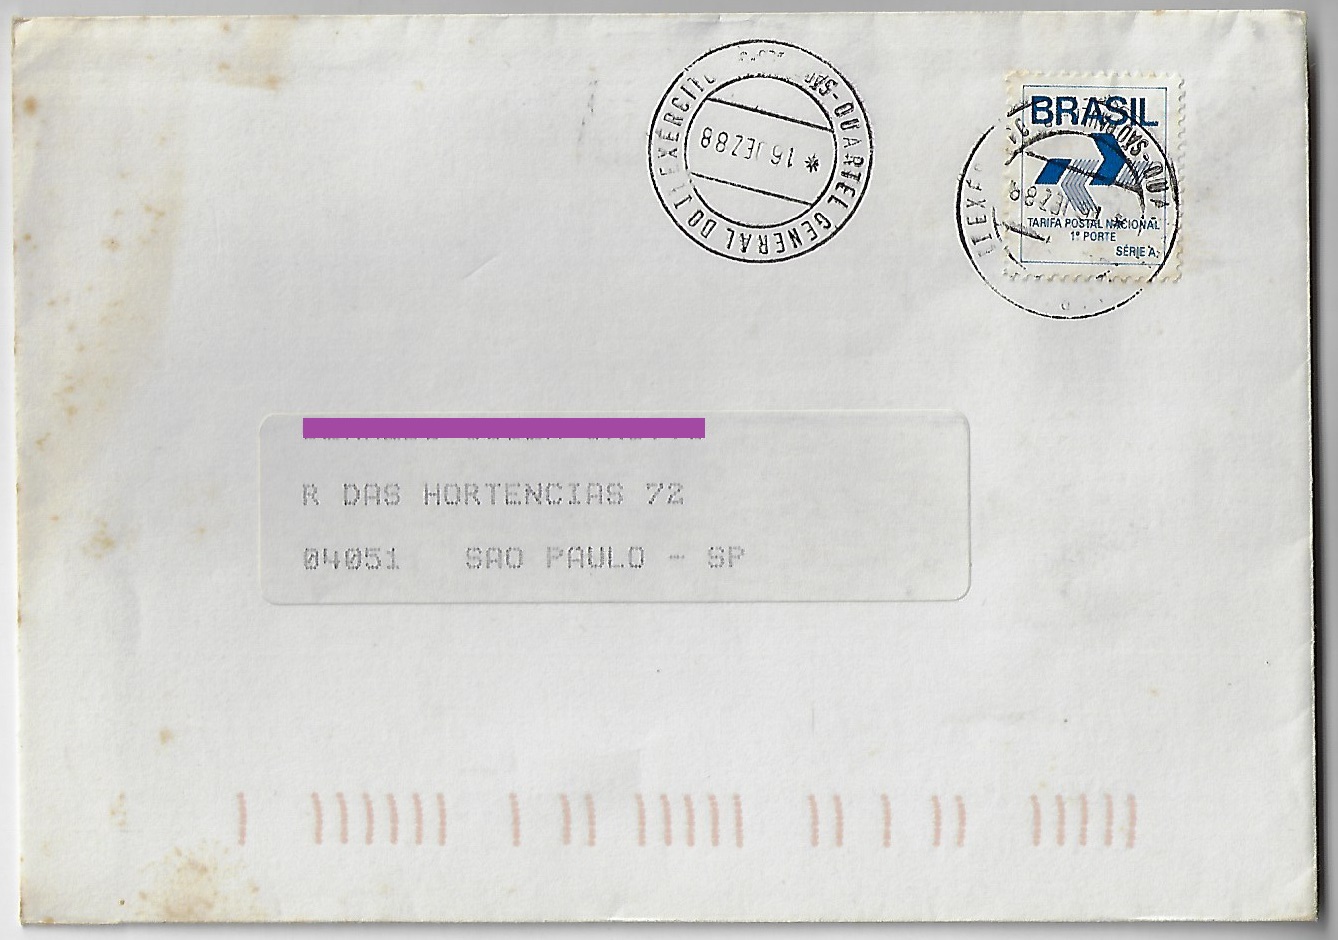 QUARTEL GENERAL DO II EXÉRCITO
* 16 DEZ 88
BRASIL
TARIFA POSTAL NACIONAL
1º PORTE
SÉRIE A
R DAS HORTENCIAS 72
04051 SAO PAULO - SP